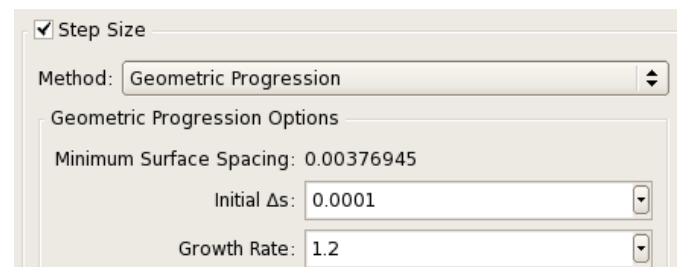 Step Size
Method: Geometric Progression
Geometric Progression Options
Minimum Surface Spacing: 0.00376945
Initial Δs: 0.0001
Growth Rate: 1.2